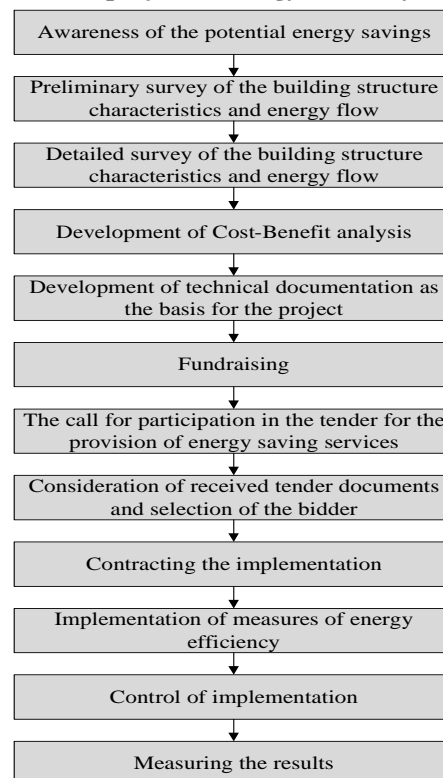 Awareness of the potential energy savings
Preliminary survey of the building structure
characteristics and energy flow
Detailed survey of the building structure
characteristics and energy flow
Development of Cost-Benefit analysis
Development of technical documentation as
the basis for the project
Fundraising
The call for participation in the tender for the
provision of energy saving services
Consideration of received tender documents
and selection of the bidder
Contracting the implementation
Implementation of measures of energy
efficiency
Control of implementation
Measuring the results